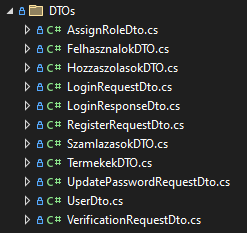 DTOs
C# AssignRoleDto.cs
C# FelhasznalokDTO.cs
C# HozzaszolasokDTO.cs
C# LoginRequestDto.cs
C# LoginResponseDto.cs
C# RegisterRequestDto.cs
C# SzamlazasokDTO.cs
C# TermekekDTO.cs
C# UpdatePasswordRequestDto.cs
C# UserDto.cs
C# VerificationRequestDto.cs